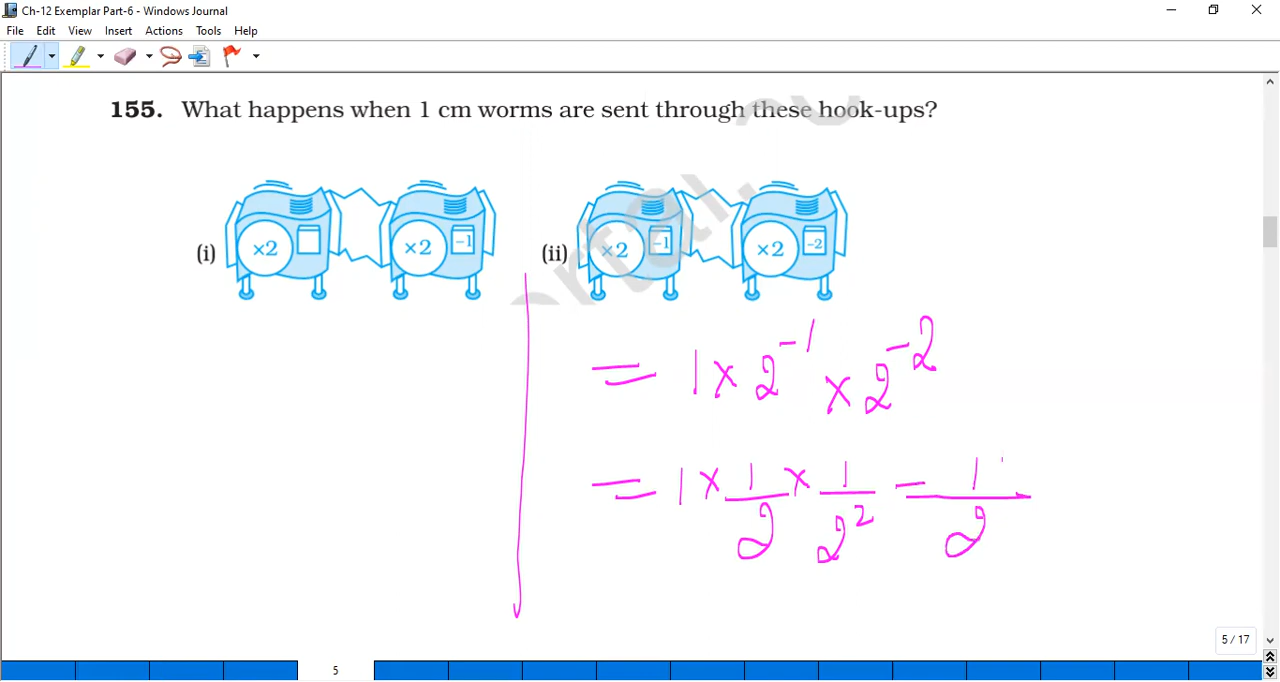 Ch-12 Exemplar Part-6 - Windows Journal
File Edit View Insert Actions Tools Help
155. What happens when 1 cm worms are sent through these hook-ups?
(i) ×2 ×2 -1 (ii) ×2 -1 ×2 -2
= 1 × 2^-1 × 2^-2
= 1 × 1/2 × 1/2^2 = 1/2
5 / 17
5